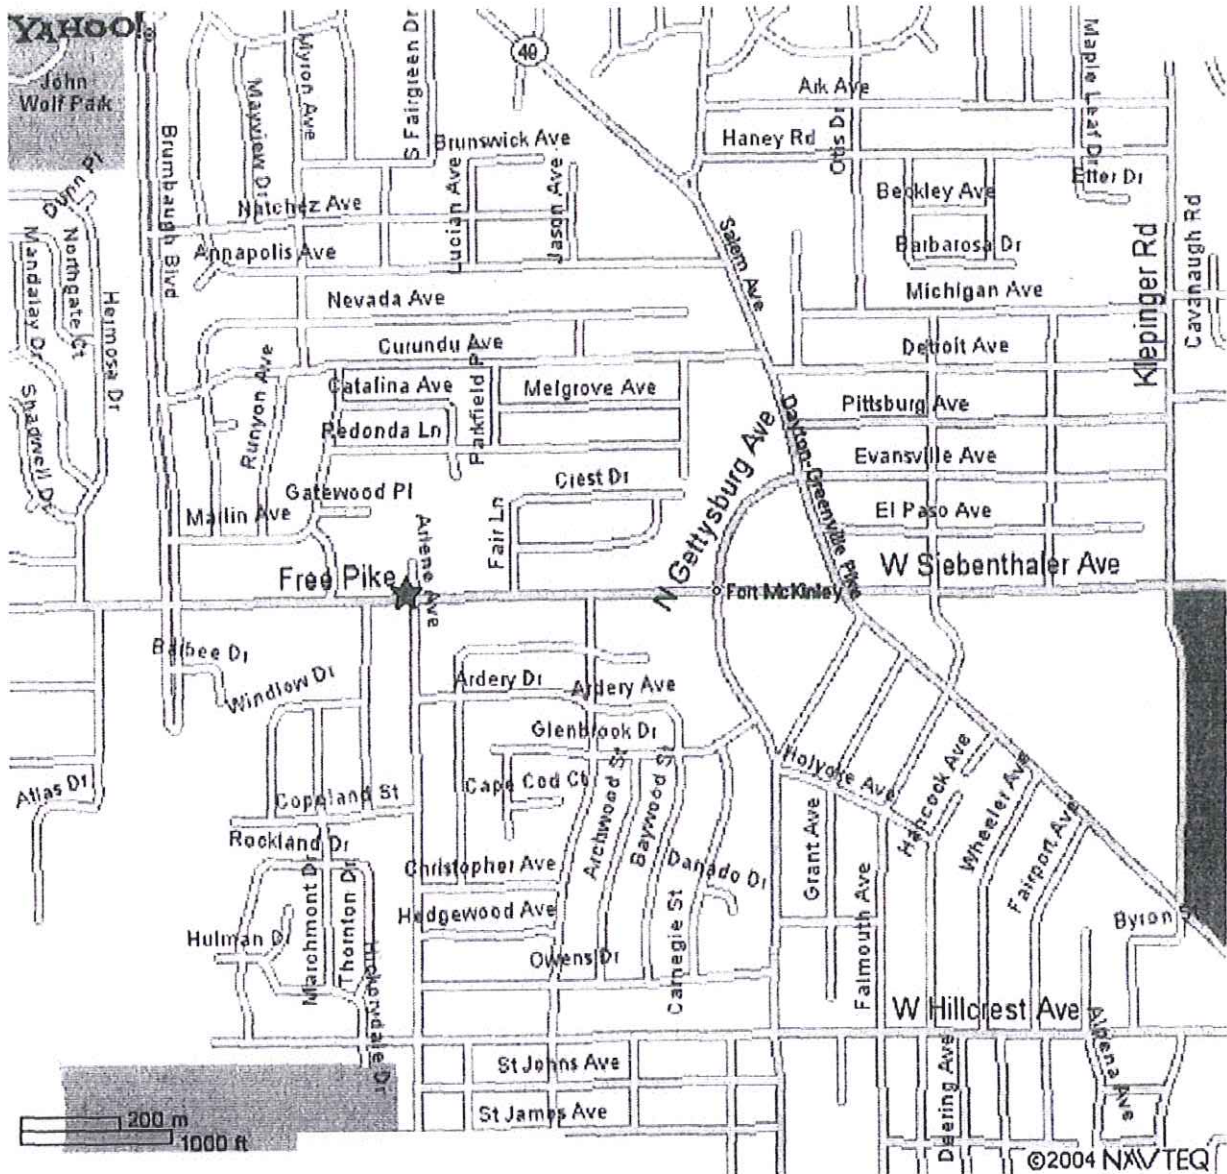 YAHOO!
John
Wolf Park
Brumbaugh Blvd
Mayview Dr
Myron Ave
S Fairgreen Dr
40
Maple Leaf Dr
Ark Ave
Otis Dr
Haney Rd
Brunswick Ave
Lucian Ave
Jason Ave
Etter Dr
Beckley Ave
Dunn Pl
Natchez Ave
Northgate Ct
Mandalay Dr
Hermosa Dr
Annapolis Ave
Salem Ave
Barbarosa Dr
Klepinger Rd
Cavanaugh Rd
Nevada Ave
Michigan Ave
Curundu Ave
Detroit Ave
Runyon Ave
Catalina Ave
Parkfield Pl
Melgrove Ave
Pittsburg Ave
Shadwell Dr
Redonda Ln
N Gettysburg Ave
Dayton-Greenville Pike
Evansville Ave
Gatewood Pl
Crest Dr
Mailin Ave
Arlene Ave
Fair Ln
El Paso Ave
Free Pike
W Siebenthaler Ave
Fort McKinley
Balbee Dr
Windlow Dr
Ardery Dr
Ardery Ave
Glenbrook Dr
Holyoke Ave
Atlas Dr
Copeland St
Cape Cod Ct
Archwood St
Baywood St
Hancock Ave
Wheeler Ave
Fairport Ave
Rockland Dr
Christopher Ave
Danado Dr
Grant Ave
Marchmont Dr
Thornton Dr
Hedgewood Ave
Carnegie St
Falmouth Ave
Byron
Hulman Dr
Hickorydale Dr
Owens Dr
W Hillcrest Ave
St Johns Ave
Deering Ave
Alpena Ave
St James Ave
200 m
1000 ft
©2004 NAVTEQ